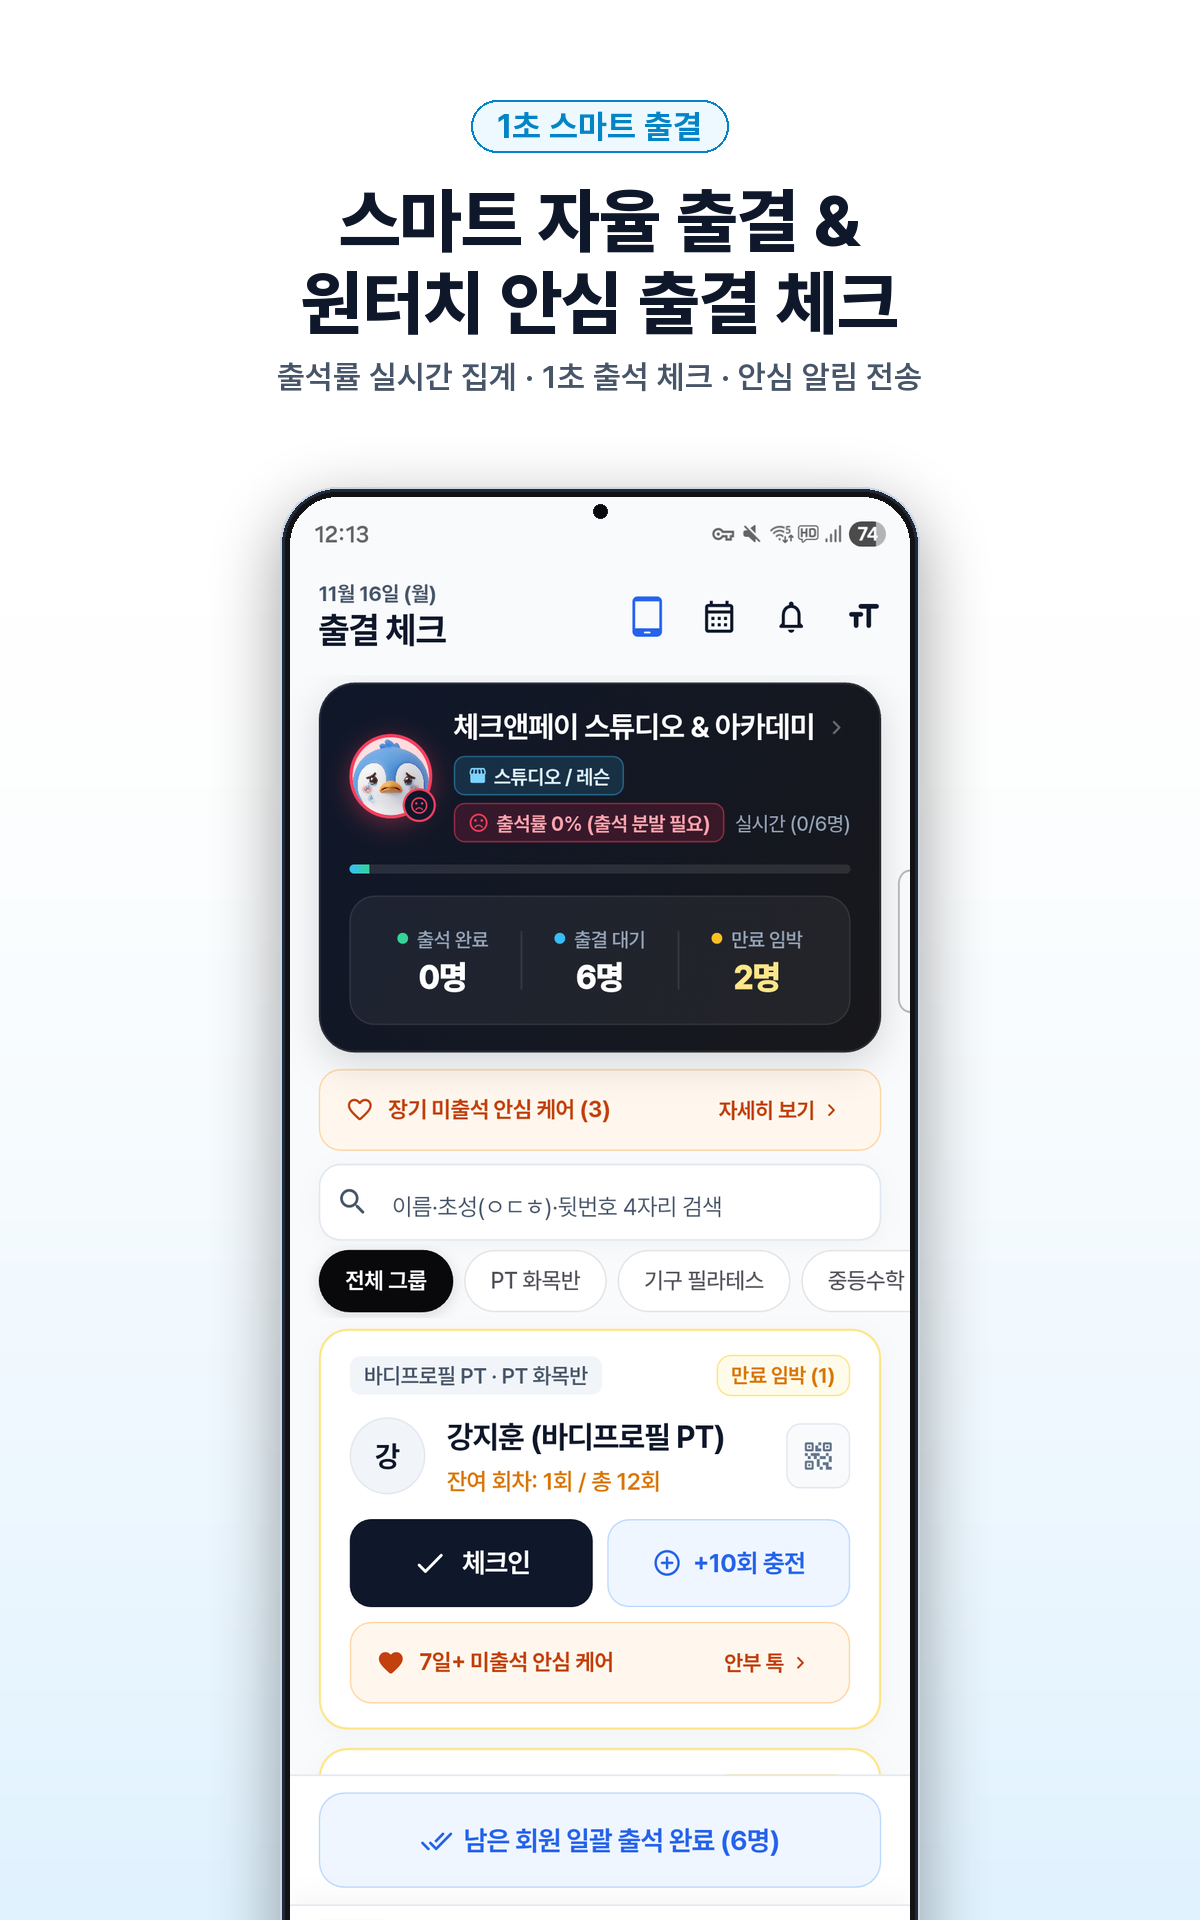 1초 스마트 출결
스마트 자율 출결 &
원터치 안심 출결 체크
출석률 실시간 집계 · 1초 출석 체크 · 안심 알림 전송
12:13
HD
74
11월 16일 (월)
출결 체크
체크앤페이 스튜디오 & 아카데미
스튜디오 / 레슨
출석률 0% (출석 분발 필요) 실시간 (0/6명)
출석 완료 출결 대기 만료 임박
0명 6명 2명
장기 미출석 안심 케어 (3) 자세히 보기
이름·초성(ㅇㄷㅎ)·뒷번호 4자리 검색
전체 그룹 PT 화목반 기구 필라테스 중등수학
바디프로필 PT · PT 화목반 만료 임박 (1)
강 강지훈 (바디프로필 PT)
잔여 회차: 1회 / 총 12회
체크인 +10회 충전
7일+ 미출석 안심 케어 안부 톡
남은 회원 일괄 출석 완료 (6명)